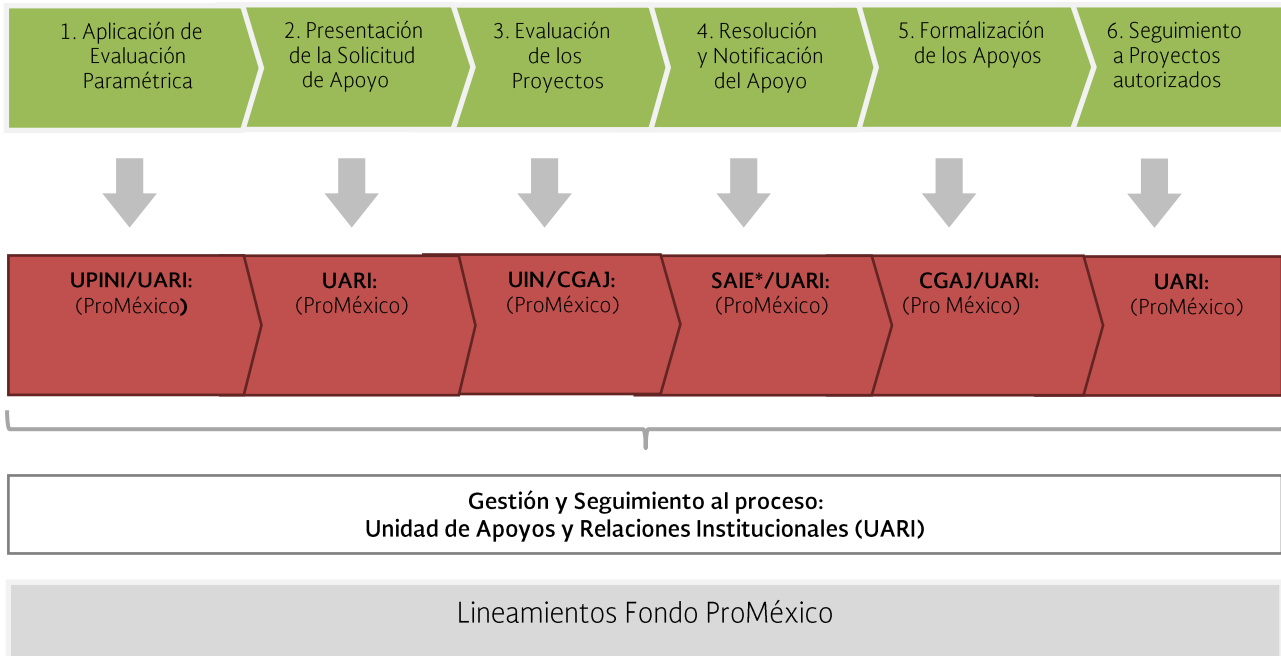 1. Aplicación de
Evaluación
Paramétrica
2. Presentación
de la Solicitud
de Apoyo
3. Evaluación
de los
Proyectos
4. Resolución
y Notificación
del Apoyo
5. Formalización
de los Apoyos
6. Seguimiento
a Proyectos
autorizados
UPINI/UARI:
(ProMéxico)
UARI:
(ProMéxico)
UIN/CGAJ:
(ProMéxico)
SAIE*/UARI:
(ProMéxico)
CGAJ/UARI:
(Pro México)
UARI:
(ProMéxico)
Gestión y Seguimiento al proceso:
Unidad de Apoyos y Relaciones Institucionales (UARI)
Lineamientos Fondo ProMéxico